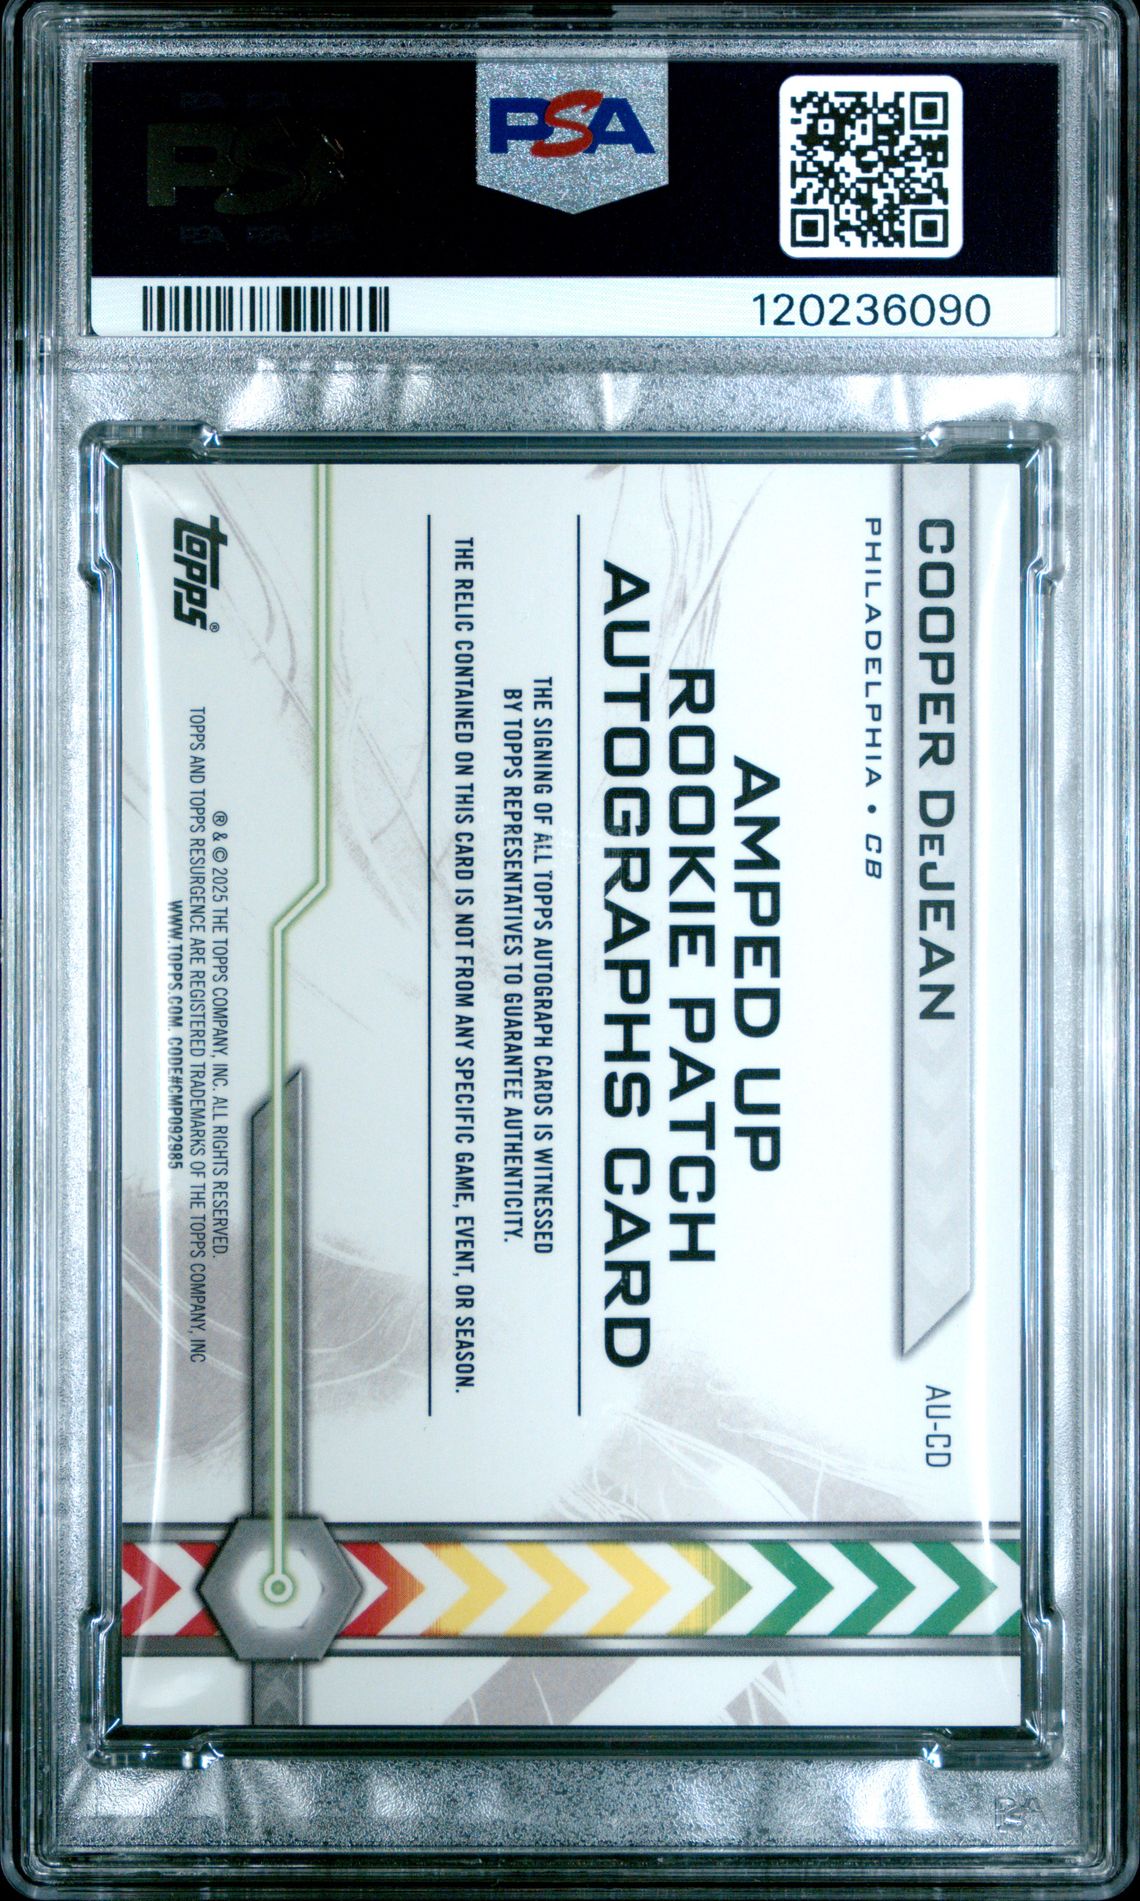 PSA
120236090
COOPER DeJEAN
PHILADELPHIA • CB
AU-CD
AMPED UP
ROOKIE PATCH
AUTOGRAPHS CARD
THE SIGNING OF ALL TOPPS AUTOGRAPH CARDS IS WITNESSED
BY TOPPS REPRESENTATIVES TO GUARANTEE AUTHENTICITY.
THE RELIC CONTAINED ON THIS CARD IS NOT FROM ANY SPECIFIC GAME, EVENT, OR SEASON.
topps®
® & © 2025 THE TOPPS COMPANY, INC. ALL RIGHTS RESERVED.
TOPPS AND TOPPS RESURGENCE ARE REGISTERED TRADEMARKS OF THE TOPPS COMPANY, INC
WWW.TOPPS.COM. CODE#CMP092985
PSA